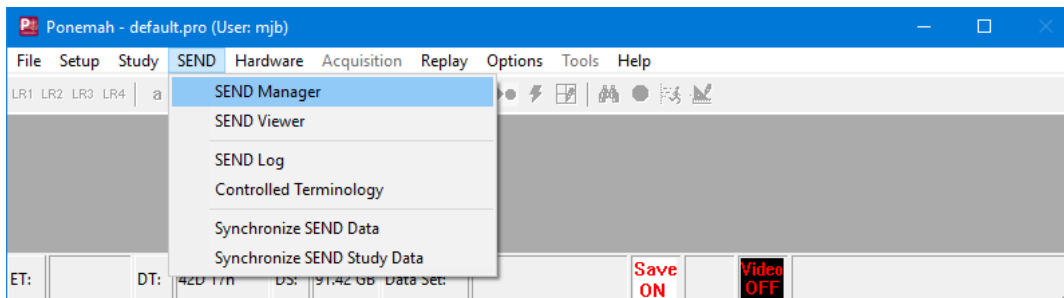 Ponemah - default.pro (User: mjb)
File Setup Study SEND Hardware Acquisition Replay Options Tools Help
LR1 LR2 LR3 LR4 a
SEND Manager
SEND Viewer
SEND Log
Controlled Terminology
Synchronize SEND Data
Synchronize SEND Study Data
ET: DT: 42D 17h DS: 91.42 GB Data Set:
Save
ON
Video
OFF